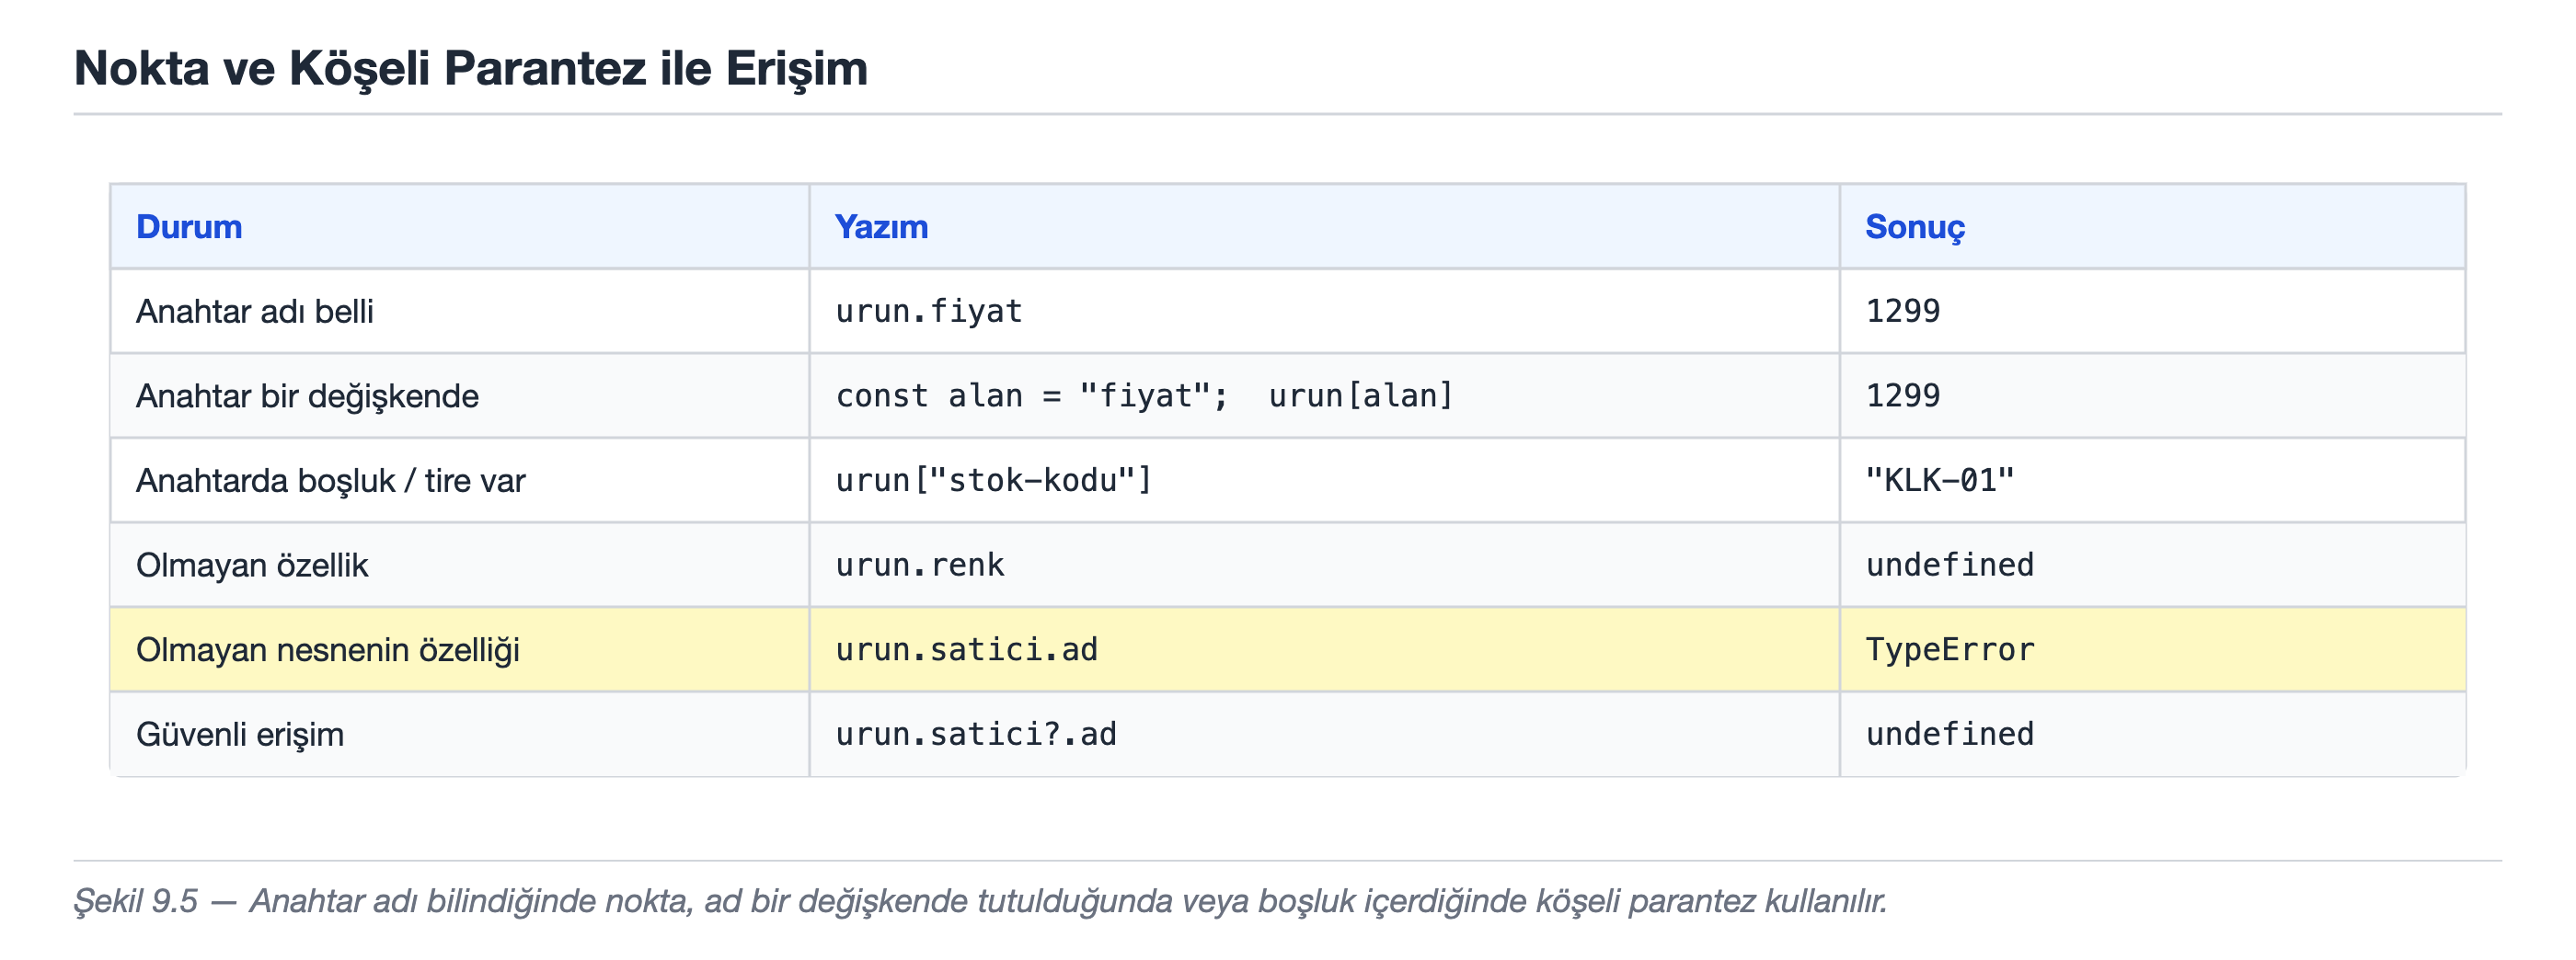 Nokta ve Köşeli Parantez ile Erişim
Durum Yazım Sonuç
Anahtar adı belli urun.fiyat 1299
Anahtar bir değişkende const alan = "fiyat";  urun[alan] 1299
Anahtarda boşluk / tire var urun["stok-kodu"] "KLK-01"
Olmayan özellik urun.renk undefined
Olmayan nesnenin özelliği urun.satici.ad TypeError
Güvenli erişim urun.satici?.ad undefined
Şekil 9.5 — Anahtar adı bilindiğinde nokta, ad bir değişkende tutulduğunda veya boşluk içerdiğinde köşeli parantez kullanılır.